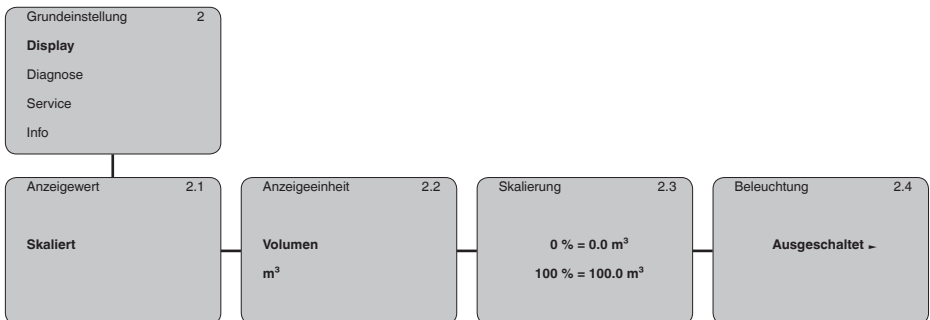 Grundeinstellung 2
Display
Diagnose
Service
Info
Anzeigewert 2.1
Skaliert
Anzeigeeinheit 2.2
Volumen
m³
Skalierung 2.3
0 % = 0.0 m³
100 % = 100.0 m³
Beleuchtung 2.4
Ausgeschaltet ►